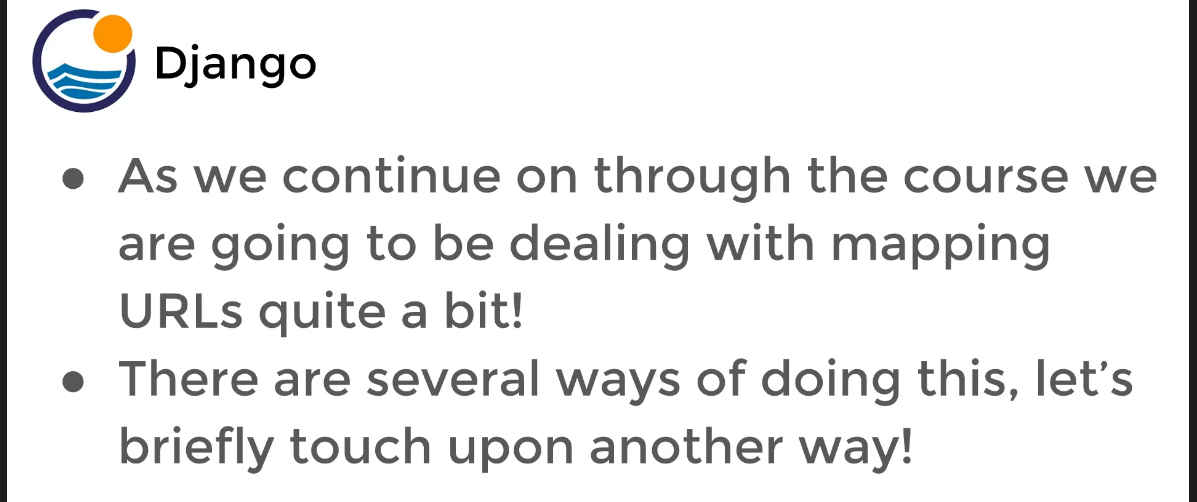 Django
● As we continue on through the course we
are going to be dealing with mapping
URLs quite a bit!
● There are several ways of doing this, let’s
briefly touch upon another way!